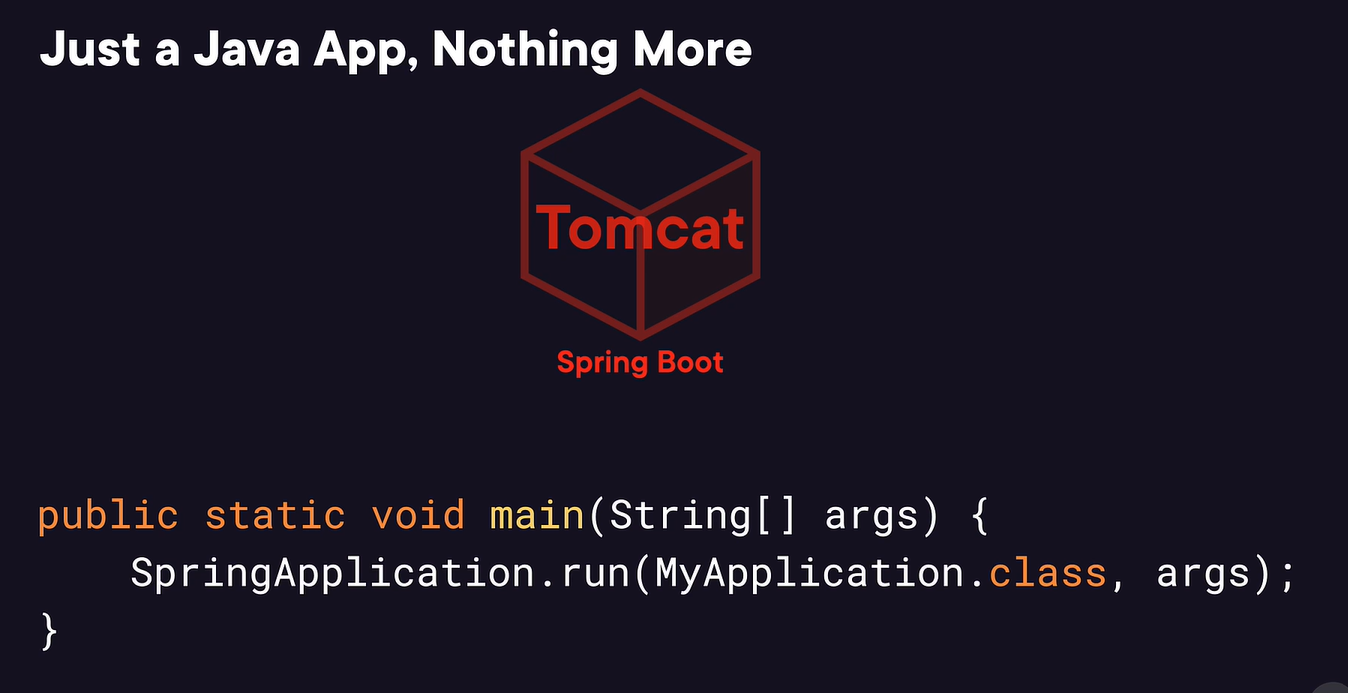 Just a Java App, Nothing More
Tomcat
Spring Boot
public static void main(String[] args) {
    SpringApplication.run(MyApplication.class, args);
}